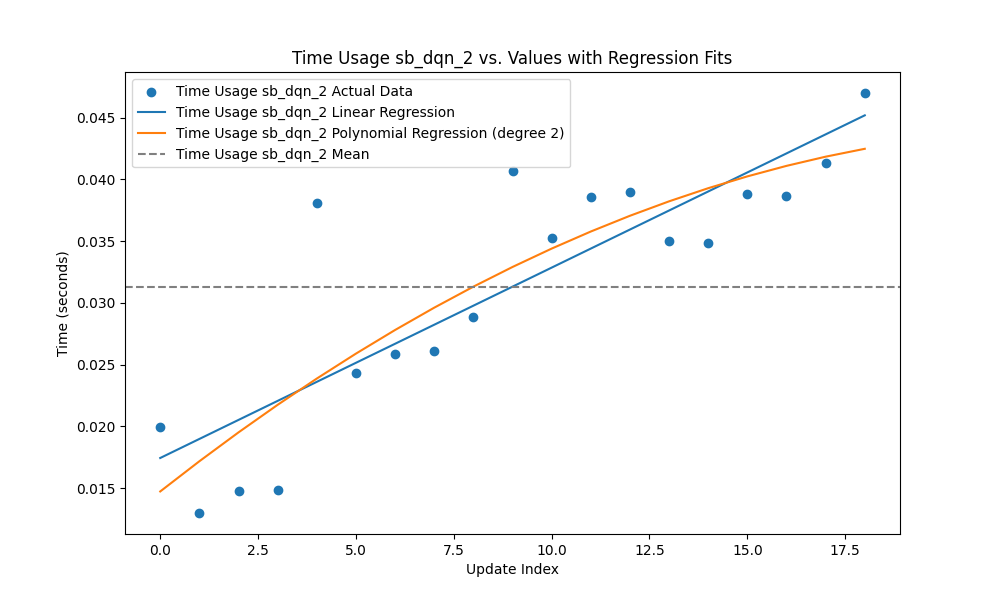 Time Usage sb_dqn_2 vs. Values with Regression Fits
Time Usage sb_dqn_2 Actual Data
Time Usage sb_dqn_2 Linear Regression
Time Usage sb_dqn_2 Polynomial Regression (degree 2)
Time Usage sb_dqn_2 Mean
Time (seconds)
0.045
0.040
0.035
0.030
0.025
0.020
0.015
0.0 2.5 5.0 7.5 10.0 12.5 15.0 17.5
Update Index